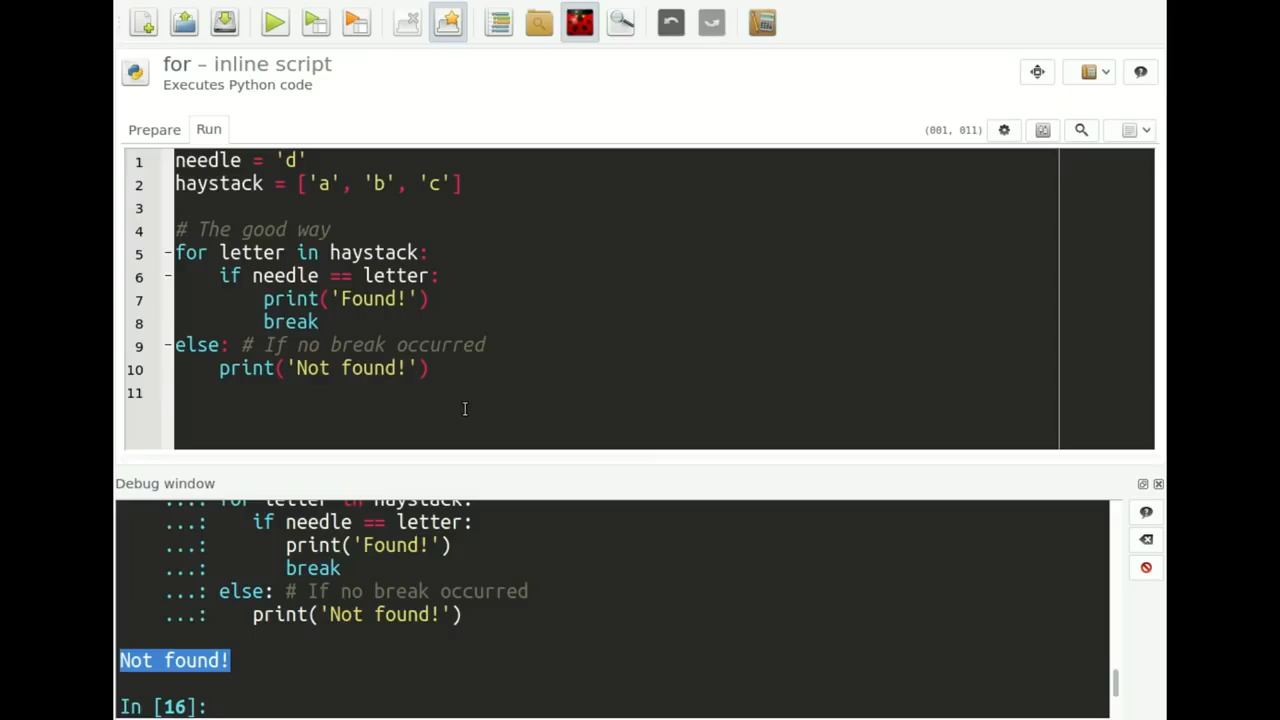 for – inline script
Executes Python code
Prepare Run (001, 011)
1 needle = 'd'
2 haystack = ['a', 'b', 'c']
3
4 # The good way
5 for letter in haystack:
6 if needle == letter:
7 print('Found!')
8 break
9 else: # If no break occurred
10 print('Not found!')
11
Debug window
...: for letter in haystack:
...: if needle == letter:
...: print('Found!')
...: break
...: else: # If no break occurred
...: print('Not found!')
Not found!
In [16]: